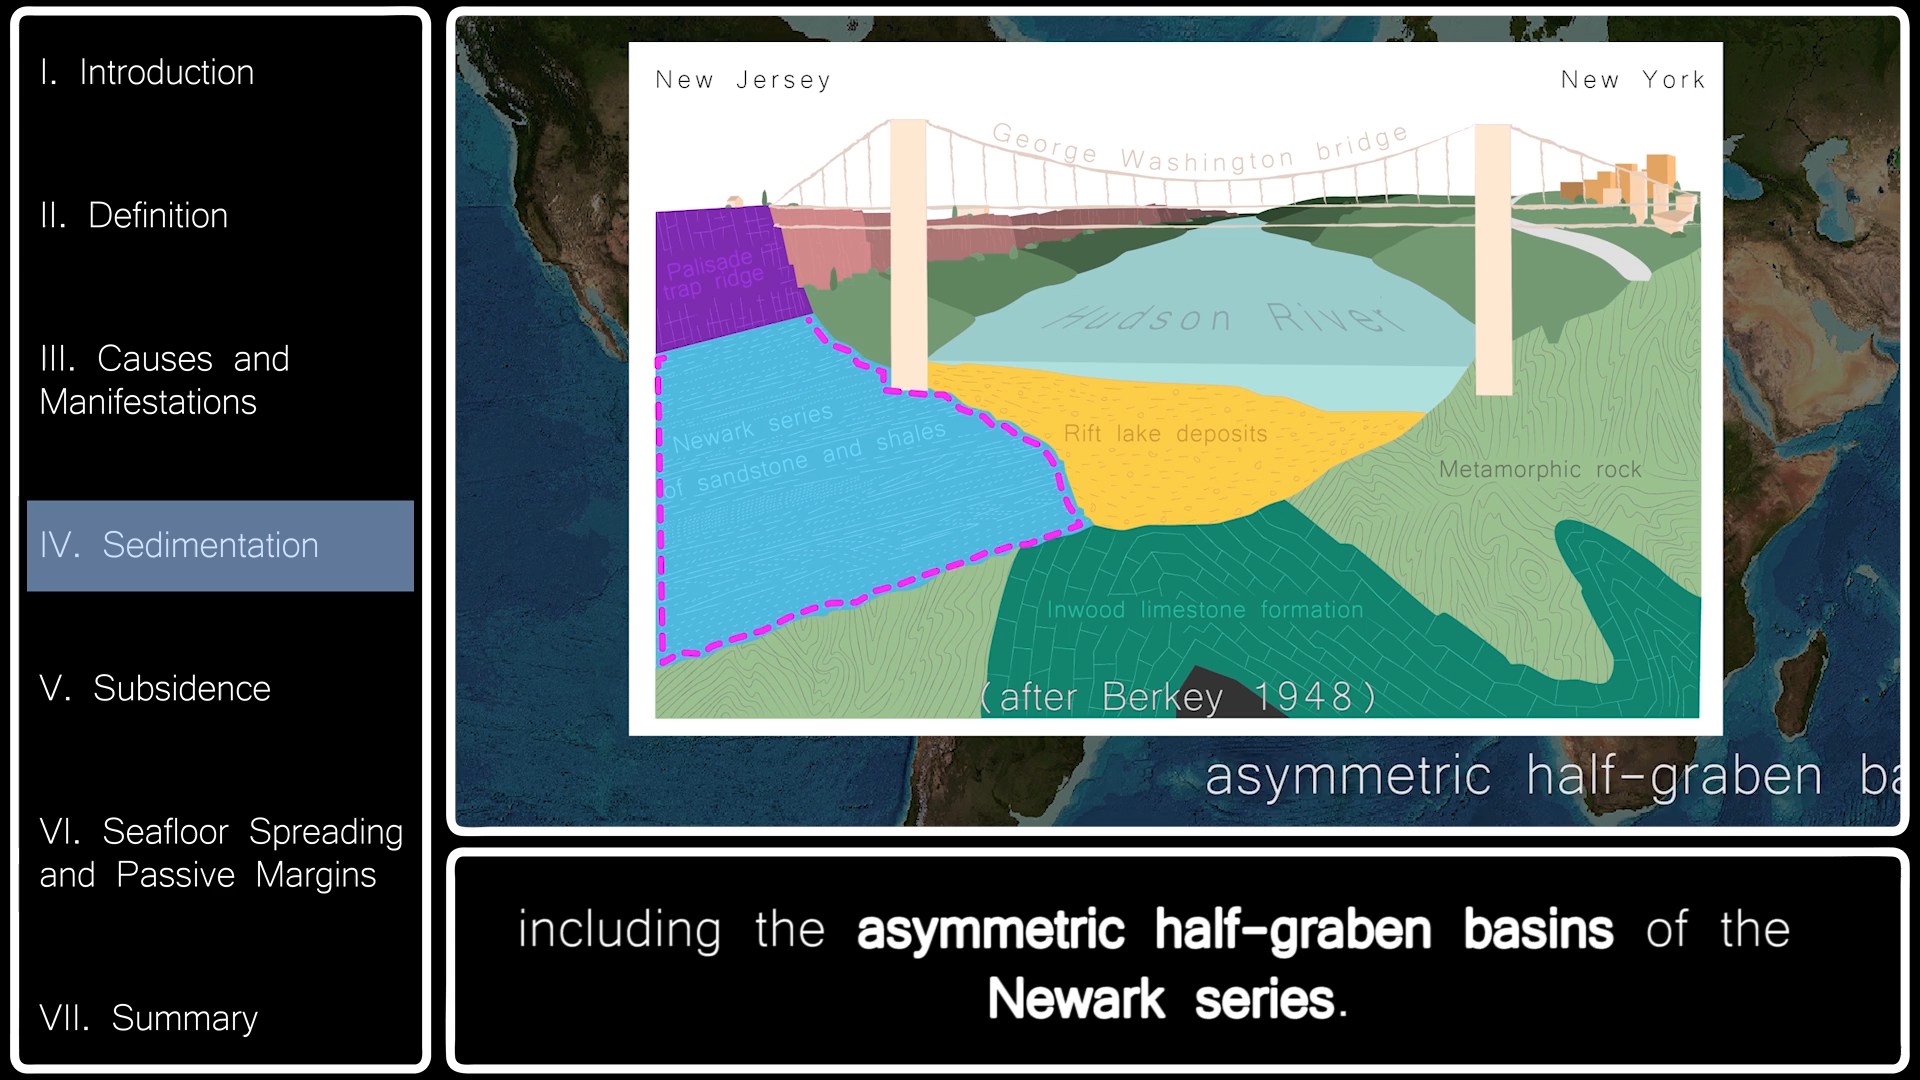 I. Introduction
II. Definition
III. Causes and
Manifestations
IV. Sedimentation
V. Subsidence
VI. Seafloor Spreading
and Passive Margins
VII. Summary
New Jersey
New York
George Washington bridge
Palisade
trap ridge
Hudson River
Newark series
of sandstone and shales
Rift lake deposits
Metamorphic rock
Inwood limestone formation
(after Berkey 1948)
asymmetric half-graben ba
including the asymmetric half-graben basins of the
Newark series.